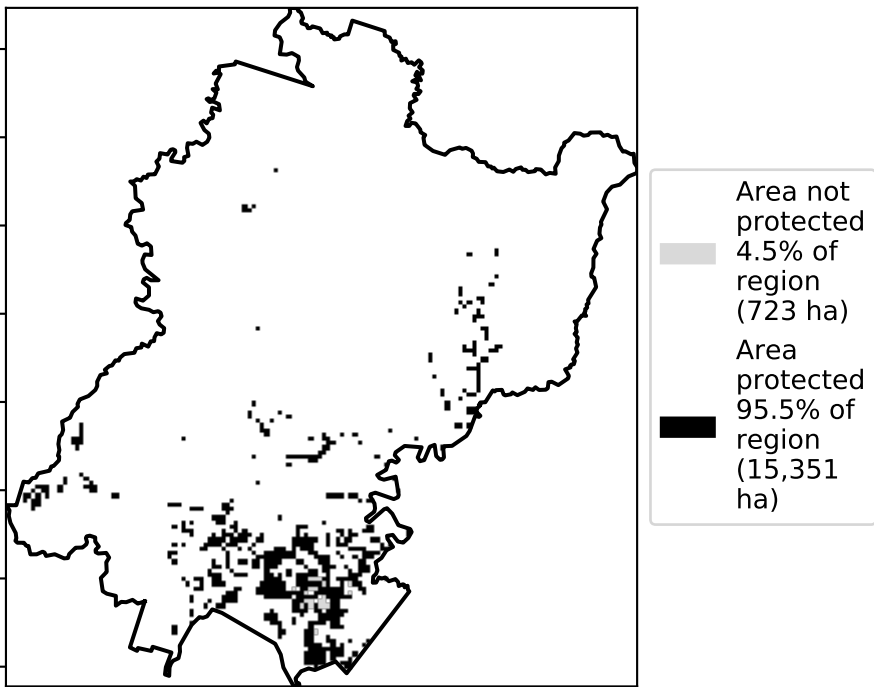 Area not
protected
4.5% of
region
(723 ha)
Area
protected
95.5% of
region
(15,351
ha)